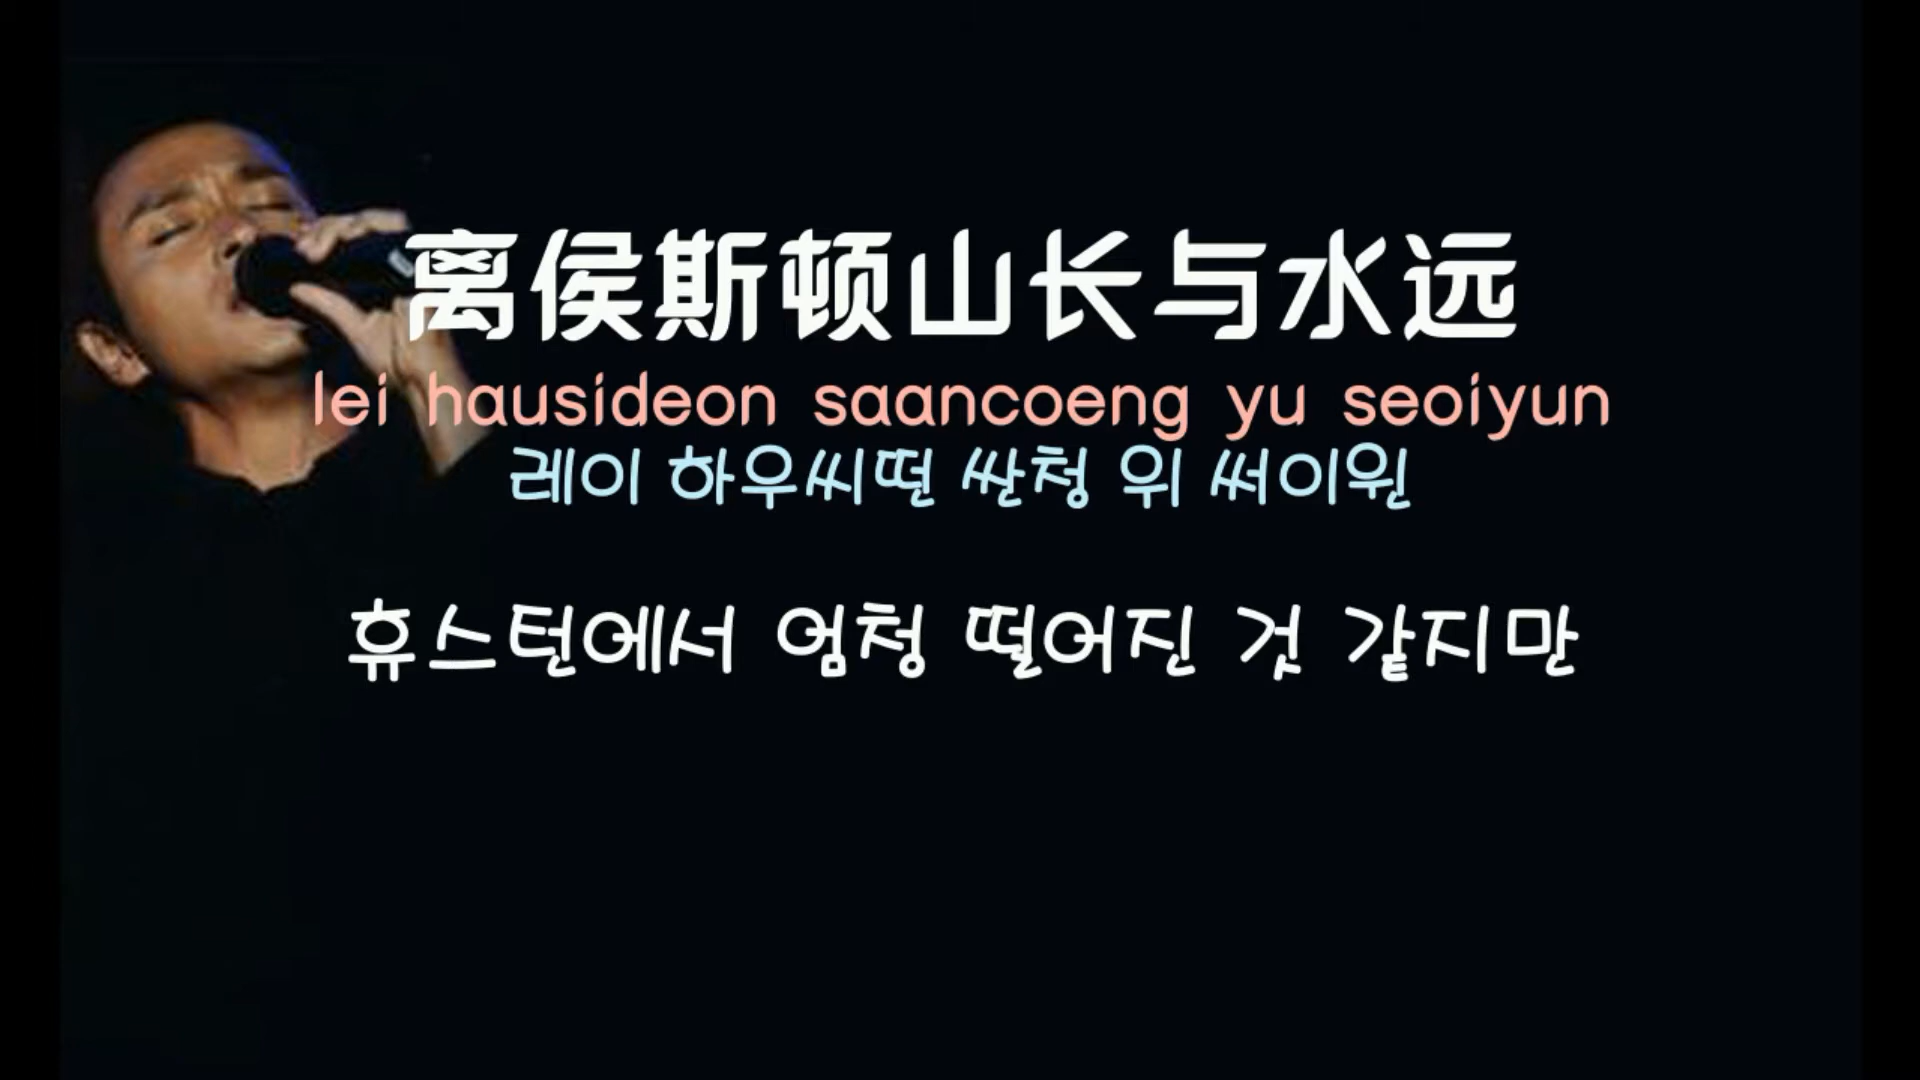 离侯斯顿山长与水远
lei hausideon saancoeng yu seoiyun
레이 하우씨떤 싼청 위 써이윈
휴스턴에서 엄청 떨어진 것 같지만